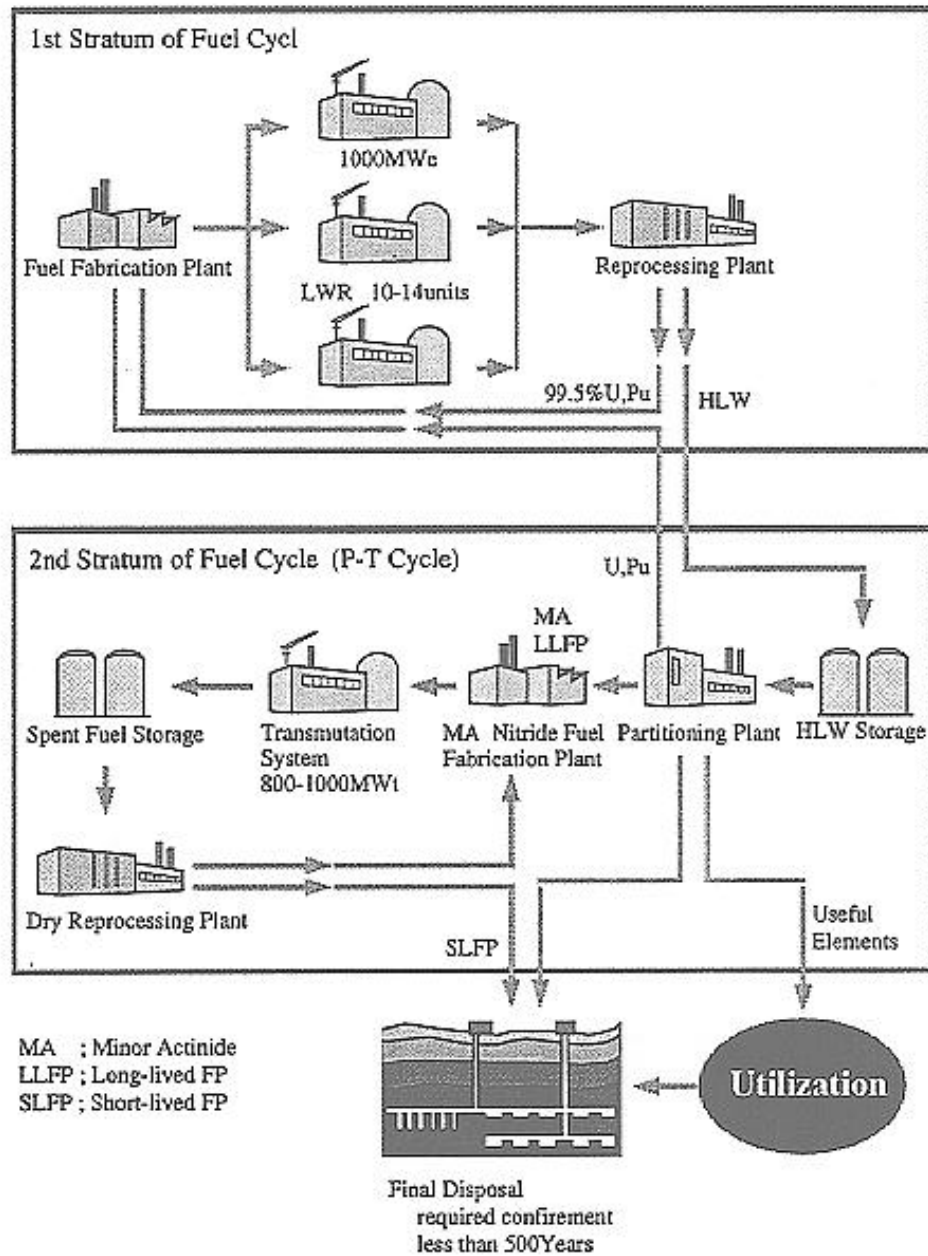 1st Stratum of Fuel Cycl
1000MWe
Fuel Fabrication Plant
LWR 10-14units
Reprocessing Plant
99.5%U,Pu
HLW
2nd Stratum of Fuel Cycle (P-T Cycle)
U,Pu
MA
LLFP
Spent Fuel Storage
Transmutation
System
800-1000MWt
MA Nitride Fuel
Fabrication Plant
Partitioning Plant
HLW Storage
Dry Reprocessing Plant
SLFP
Useful
Elements
MA ; Minor Actinide
LLFP ; Long-lived FP
SLFP ; Short-lived FP
Utilization
Final Disposal
required confirement
less than 500Years